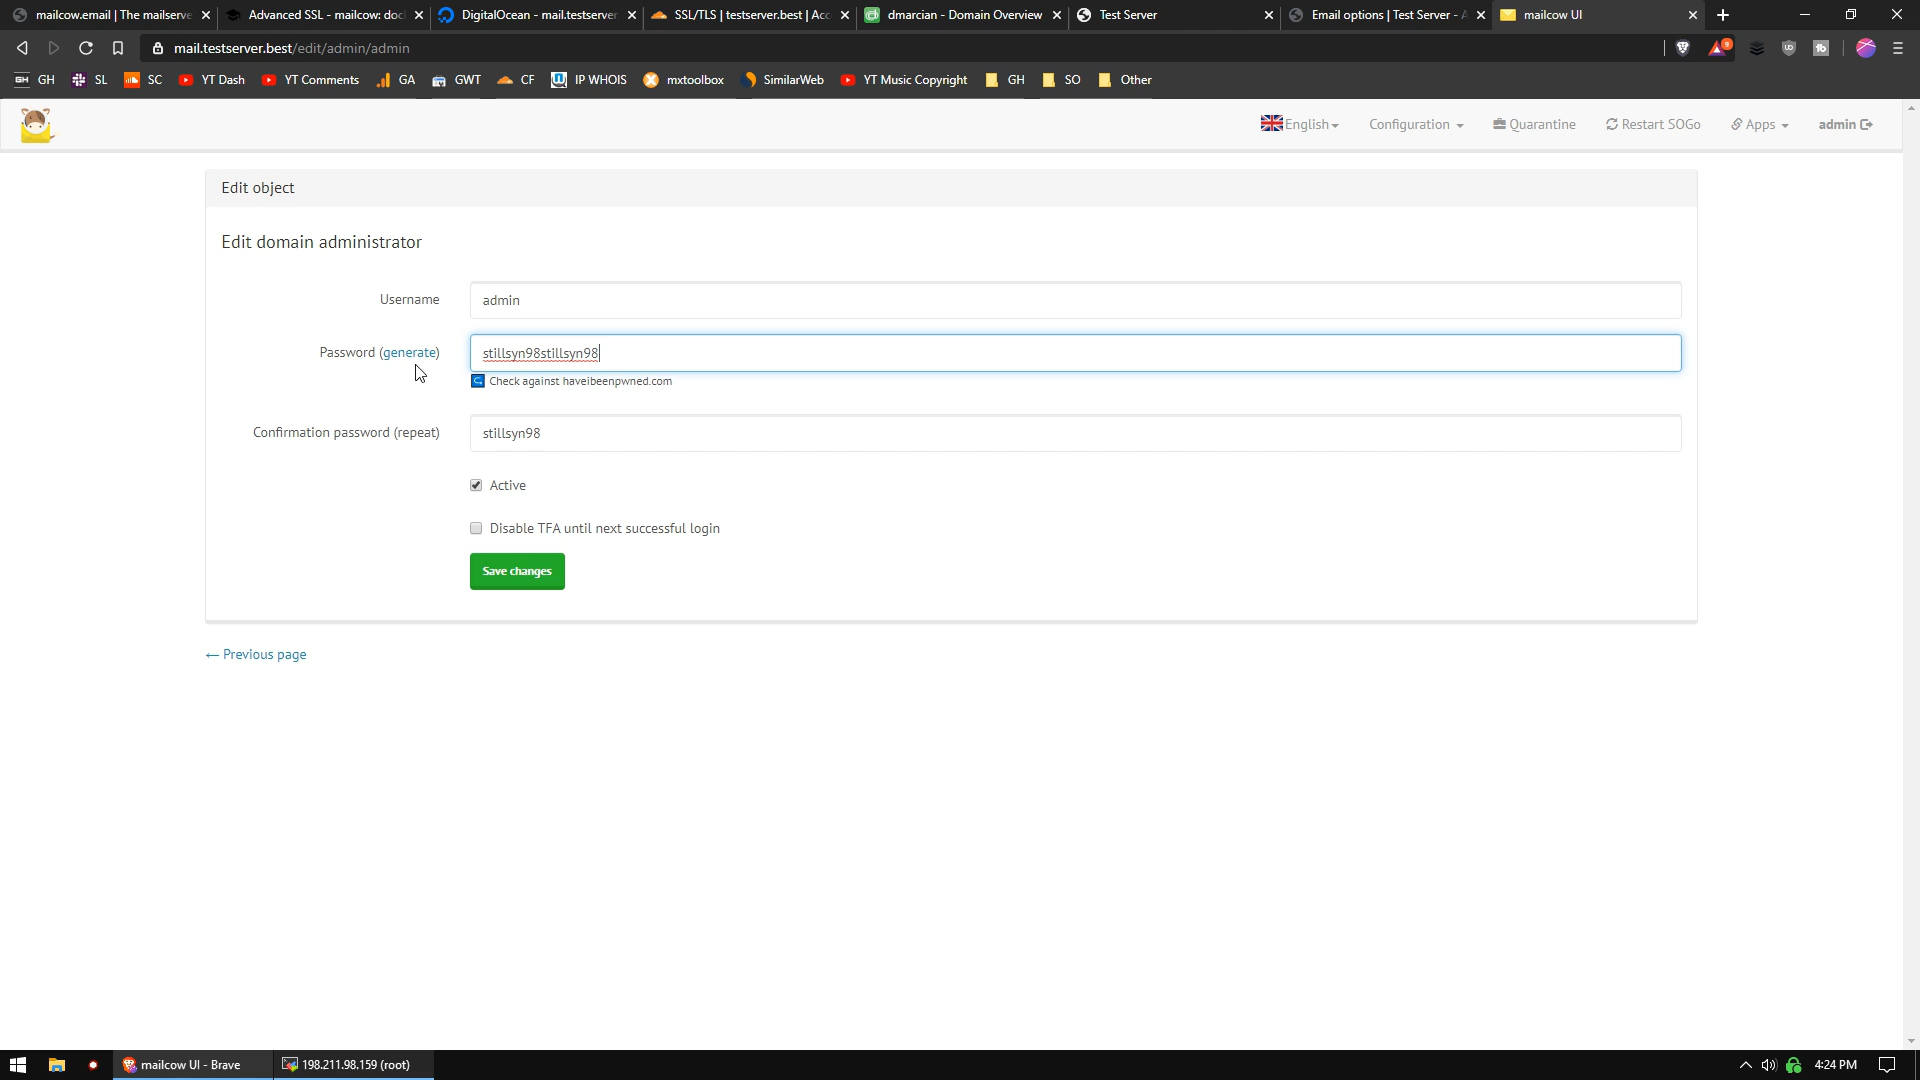 mailcow.email | The mailserve
Advanced SSL - mailcow: doc
DigitalOcean - mail.testserver
SSL/TLS | testserver.best | Acc
dmarcian - Domain Overview
Test Server
Email options | Test Server - A
mailcow UI
mail.testserver.best/edit/admin/admin
9
GH GH
SL
SC
YT Dash
YT Comments
GA
GWT
CF
IP WHOIS
mxtoolbox
SimilarWeb
YT Music Copyright
GH
SO
Other
English
Configuration
Quarantine
Restart SOGo
Apps
admin
Edit object
Edit domain administrator
Username
admin
Password (generate)
stillsyn98stillsyn98
Check against haveibeenpwned.com
Confirmation password (repeat)
stillsyn98
Active
Disable TFA until next successful login
Save changes
← Previous page
mailcow UI - Brave
198.211.98.159 (root)
4:24 PM